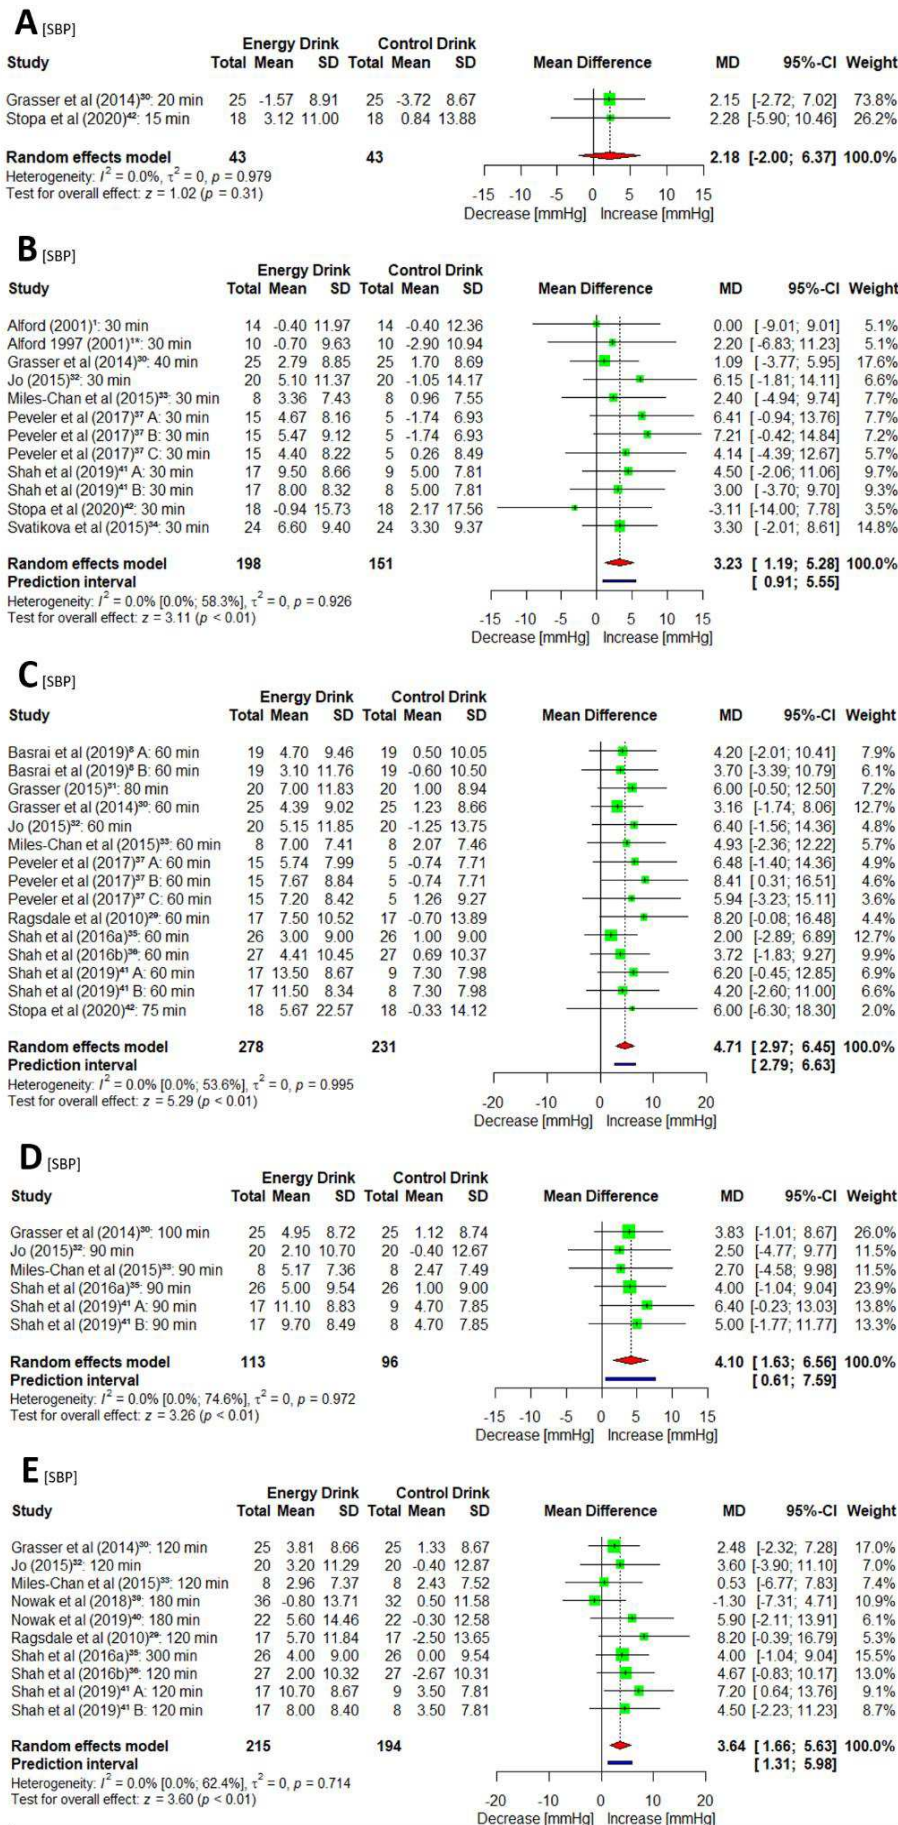 A [SBP]
Energy Drink Control Drink
Study Total Mean SD Total Mean SD Mean Difference MD 95%-CI Weight
Grasser et al (2014)³⁰: 20 min 25 -1.57 8.91 25 -3.72 8.67 2.15 [-2.72; 7.02] 73.8%
Stopa et al (2020)⁴²: 15 min 18 3.12 11.00 18 0.84 13.88 2.28 [-5.90; 10.46] 26.2%
Random effects model 43 43 2.18 [-2.00; 6.37] 100.0%
Heterogeneity: I² = 0.0%, τ² = 0, p = 0.979
Test for overall effect: z = 1.02 (p = 0.31)
-15 -10 -5 0 5 10 15
Decrease [mmHg] Increase [mmHg]
B [SBP]
Energy Drink Control Drink
Study Total Mean SD Total Mean SD Mean Difference MD 95%-CI Weight
Alford (2001)¹: 30 min 14 -0.40 11.97 14 -0.40 12.36 0.00 [-9.01; 9.01] 5.1%
Alford 1997 (2001)¹*: 30 min 10 -0.70 9.63 10 -2.90 10.94 2.20 [-6.83; 11.23] 5.1%
Grasser et al (2014)³⁰: 40 min 25 2.79 8.85 25 1.70 8.69 1.09 [-3.77; 5.95] 17.6%
Jo (2015)³²: 30 min 20 5.10 11.37 20 -1.05 14.17 6.15 [-1.81; 14.11] 6.6%
Miles-Chan et al (2015)³³: 30 min 8 3.36 7.43 8 0.96 7.55 2.40 [-4.94; 9.74] 7.7%
Peveler et al (2017)³⁷ A: 30 min 15 4.67 8.16 5 -1.74 6.93 6.41 [-0.94; 13.76] 7.7%
Peveler et al (2017)³⁷ B: 30 min 15 5.47 9.12 5 -1.74 6.93 7.21 [-0.42; 14.84] 7.2%
Peveler et al (2017)³⁷ C: 30 min 15 4.40 8.22 5 0.26 8.49 4.14 [-4.39; 12.67] 5.7%
Shah et al (2019)⁴¹ A: 30 min 17 9.50 8.66 9 5.00 7.81 4.50 [-2.06; 11.06] 9.7%
Shah et al (2019)⁴¹ B: 30 min 17 8.00 8.32 8 5.00 7.81 3.00 [-3.70; 9.70] 9.3%
Stopa et al (2020)⁴²: 30 min 18 -0.94 15.73 18 2.17 17.56 -3.11 [-14.00; 7.78] 3.5%
Svatikova et al (2015)³⁴: 30 min 24 6.60 9.40 24 3.30 9.37 3.30 [-2.01; 8.61] 14.8%
Random effects model 198 151 3.23 [ 1.19; 5.28] 100.0%
Prediction interval [ 0.91; 5.55]
Heterogeneity: I² = 0.0% [0.0%; 58.3%], τ² = 0, p = 0.926
Test for overall effect: z = 3.11 (p < 0.01)
-15 -10 -5 0 5 10 15
Decrease [mmHg] Increase [mmHg]
C [SBP]
Energy Drink Control Drink
Study Total Mean SD Total Mean SD Mean Difference MD 95%-CI Weight
Basrai et al (2019)⁸ A: 60 min 19 4.70 9.46 19 0.50 10.05 4.20 [-2.01; 10.41] 7.9%
Basrai et al (2019)⁸ B: 60 min 19 3.10 11.76 19 -0.60 10.50 3.70 [-3.39; 10.79] 6.1%
Grasser (2015)³¹: 80 min 20 7.00 11.83 20 1.00 8.94 6.00 [-0.50; 12.50] 7.2%
Grasser et al (2014)³⁰: 60 min 25 4.39 9.02 25 1.23 8.66 3.16 [-1.74; 8.06] 12.7%
Jo (2015)³²: 60 min 20 5.15 11.85 20 -1.25 13.75 6.40 [-1.56; 14.36] 4.8%
Miles-Chan et al (2015)³³: 60 min 8 7.00 7.41 8 2.07 7.46 4.93 [-2.36; 12.22] 5.7%
Peveler et al (2017)³⁷ A: 60 min 15 5.74 7.99 5 -0.74 7.71 6.48 [-1.40; 14.36] 4.9%
Peveler et al (2017)³⁷ B: 60 min 15 7.67 8.84 5 -0.74 7.71 8.41 [ 0.31; 16.51] 4.6%
Peveler et al (2017)³⁷ C: 60 min 15 7.20 8.42 5 1.26 9.27 5.94 [-3.23; 15.11] 3.6%
Ragsdale et al (2010)²⁹: 60 min 17 7.50 10.52 17 -0.70 13.89 8.20 [-0.08; 16.48] 4.4%
Shah et al (2016a)³⁵: 60 min 26 3.00 9.00 26 1.00 9.00 2.00 [-2.89; 6.89] 12.7%
Shah et al (2016b)³⁶: 60 min 27 4.41 10.45 27 0.69 10.37 3.72 [-1.83; 9.27] 9.9%
Shah et al (2019)⁴¹ A: 60 min 17 13.50 8.67 9 7.30 7.98 6.20 [-0.45; 12.85] 6.9%
Shah et al (2019)⁴¹ B: 60 min 17 11.50 8.34 8 7.30 7.98 4.20 [-2.60; 11.00] 6.6%
Stopa et al (2020)⁴²: 75 min 18 5.67 22.57 18 -0.33 14.12 6.00 [-6.30; 18.30] 2.0%
Random effects model 278 231 4.71 [ 2.97; 6.45] 100.0%
Prediction interval [ 2.79; 6.63]
Heterogeneity: I² = 0.0% [0.0%; 53.6%], τ² = 0, p = 0.995
Test for overall effect: z = 5.29 (p < 0.01)
-20 -10 0 10 20
Decrease [mmHg] Increase [mmHg]
D [SBP]
Energy Drink Control Drink
Study Total Mean SD Total Mean SD Mean Difference MD 95%-CI Weight
Grasser et al (2014)³⁰: 100 min 25 4.95 8.72 25 1.12 8.74 3.83 [-1.01; 8.67] 26.0%
Jo (2015)³²: 90 min 20 2.10 10.70 20 -0.40 12.67 2.50 [-4.77; 9.77] 11.5%
Miles-Chan et al (2015)³³: 90 min 8 5.17 7.36 8 2.47 7.49 2.70 [-4.58; 9.98] 11.5%
Shah et al (2016a)³⁵: 90 min 26 5.00 9.54 26 1.00 9.00 4.00 [-1.04; 9.04] 23.9%
Shah et al (2019)⁴¹ A: 90 min 17 11.10 8.83 9 4.70 7.85 6.40 [-0.23; 13.03] 13.8%
Shah et al (2019)⁴¹ B: 90 min 17 9.70 8.49 8 4.70 7.85 5.00 [-1.77; 11.77] 13.3%
Random effects model 113 96 4.10 [ 1.63; 6.56] 100.0%
Prediction interval [ 0.61; 7.59]
Heterogeneity: I² = 0.0% [0.0%; 74.6%], τ² = 0, p = 0.972
Test for overall effect: z = 3.26 (p < 0.01)
-15 -10 -5 0 5 10 15
Decrease [mmHg] Increase [mmHg]
E [SBP]
Energy Drink Control Drink
Study Total Mean SD Total Mean SD Mean Difference MD 95%-CI Weight
Grasser et al (2014)³⁰: 120 min 25 3.81 8.66 25 1.33 8.67 2.48 [-2.32; 7.28] 17.0%
Jo (2015)³²: 120 min 20 3.20 11.29 20 -0.40 12.87 3.60 [-3.90; 11.10] 7.0%
Miles-Chan et al (2015)³³: 120 min 8 2.96 7.37 8 2.43 7.52 0.53 [-6.77; 7.83] 7.4%
Nowak et al (2018)³⁹: 180 min 36 -0.80 13.71 32 0.50 11.58 -1.30 [-7.31; 4.71] 10.9%
Nowak et al (2019)⁴⁰: 180 min 22 5.60 14.46 22 -0.30 12.58 5.90 [-2.11; 13.91] 6.1%
Ragsdale et al (2010)²⁹: 120 min 17 5.70 11.84 17 -2.50 13.65 8.20 [-0.39; 16.79] 5.3%
Shah et al (2016a)³⁵: 300 min 26 4.00 9.00 26 0.00 9.54 4.00 [-1.04; 9.04] 15.5%
Shah et al (2016b)³⁶: 120 min 27 2.00 10.32 27 -2.67 10.31 4.67 [-0.83; 10.17] 13.0%
Shah et al (2019)⁴¹ A: 120 min 17 10.70 8.67 9 3.50 7.81 7.20 [ 0.64; 13.76] 9.1%
Shah et al (2019)⁴¹ B: 120 min 17 8.00 8.40 8 3.50 7.81 4.50 [-2.23; 11.23] 8.7%
Random effects model 215 194 3.64 [ 1.66; 5.63] 100.0%
Prediction interval [ 1.31; 5.98]
Heterogeneity: I² = 0.0% [0.0%; 62.4%], τ² = 0, p = 0.714
Test for overall effect: z = 3.60 (p < 0.01)
-20 -10 0 10 20
Decrease [mmHg] Increase [mmHg]